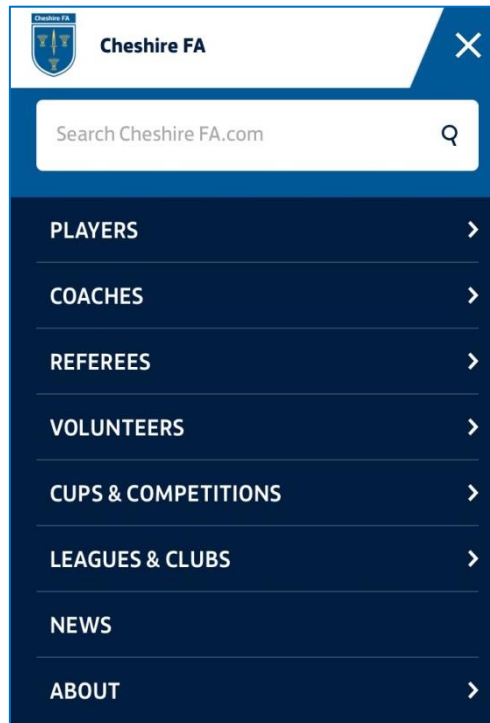 Cheshire FA
Cheshire FA
Search Cheshire FA.com
PLAYERS
COACHES
REFEREES
VOLUNTEERS
CUPS & COMPETITIONS
LEAGUES & CLUBS
NEWS
ABOUT